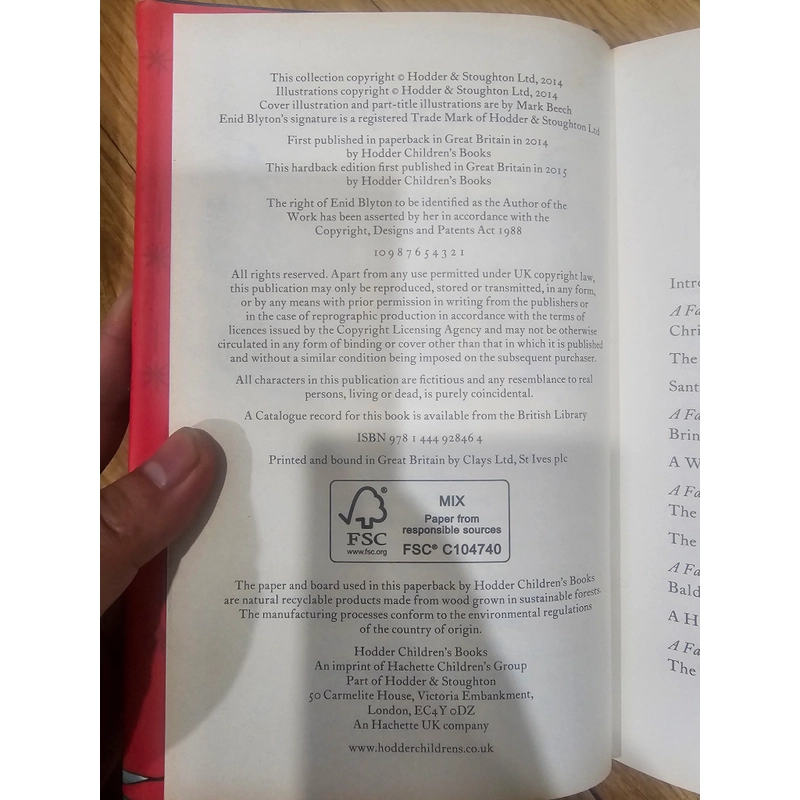 This collection copyright © Hodder & Stoughton Ltd, 2014
Illustrations copyright © Hodder & Stoughton Ltd, 2014
Cover illustration and part-title illustrations are by Mark Beech
Enid Blyton's signature is a registered Trade Mark of Hodder & Stoughton Ltd
First published in paperback in Great Britain in 2014
by Hodder Children's Books
This hardback edition first published in Great Britain in 2015
by Hodder Children's Books
The right of Enid Blyton to be identified as the Author of the
Work has been asserted by her in accordance with the
Copyright, Designs and Patents Act 1988
10 9 8 7 6 5 4 3 2 1
All rights reserved. Apart from any use permitted under UK copyright law,
this publication may only be reproduced, stored or transmitted, in any form,
or by any means with prior permission in writing from the publishers or
in the case of reprographic production in accordance with the terms of
licences issued by the Copyright Licensing Agency and may not be otherwise
circulated in any form of binding or cover other than that in which it is published
and without a similar condition being imposed on the subsequent purchaser.
All characters in this publication are fictitious and any resemblance to real
persons, living or dead, is purely coincidental.
A Catalogue record for this book is available from the British Library
ISBN 978 1 444 92846 4
Printed and bound in Great Britain by Clays Ltd, St Ives plc
FSC
www.fsc.org
MIX
Paper from
responsible sources
FSC® C104740
The paper and board used in this paperback by Hodder Children's Books
are natural recyclable products made from wood grown in sustainable forests.
The manufacturing processes conform to the environmental regulations
of the country of origin.
Hodder Children's Books
An imprint of Hachette Children's Group
Part of Hodder & Stoughton
50 Carmelite House, Victoria Embankment,
London, EC4Y 0DZ
An Hachette UK company
www.hodderchildrens.co.uk
Intro
A Fa
Chri
The
Sant
A Fa
Brin
A W
A Fa
The
The
A Fa
Bald
A H
A Fa
The